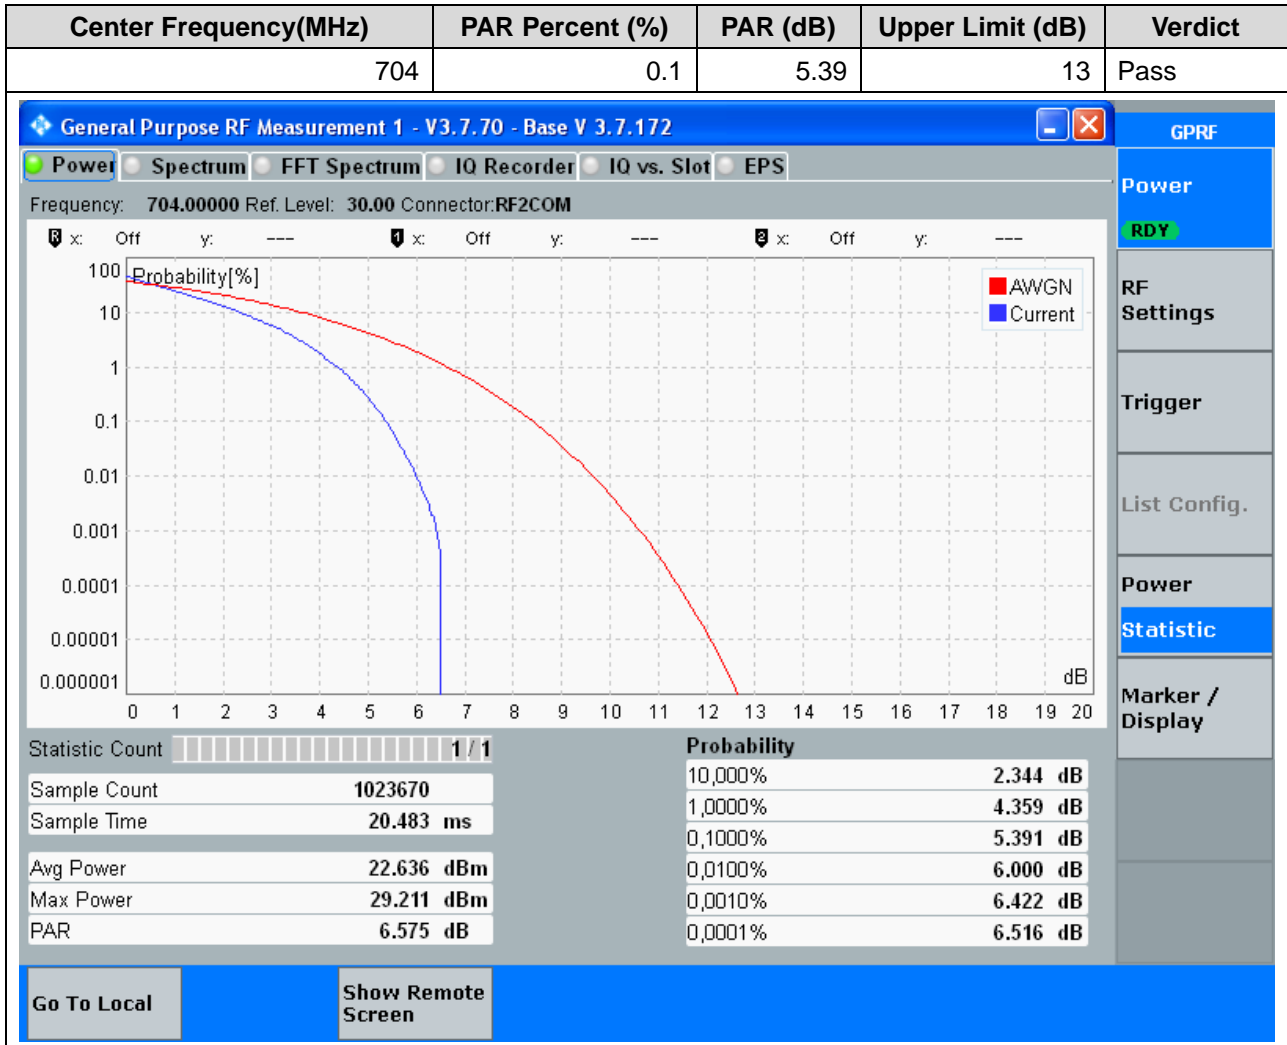 Center Frequency(MHz) PAR Percent (%) PAR (dB) Upper Limit (dB) Verdict
704 0.1 5.39 13 Pass
General Purpose RF Measurement 1 - V3.7.70 - Base V 3.7.172
GPRF
Power Spectrum FFT Spectrum IQ Recorder IQ vs. Slot EPS
Power
RDY
Frequency: 704.00000 Ref. Level: 30.00 Connector:RF2COM
R x: Off y: --- 1 x: Off y: --- 2 x: Off y: ---
Probability[%]
AWGN
Current
100
10
1
0.1
0.01
0.001
0.0001
0.00001
0.000001
dB
0 1 2 3 4 5 6 7 8 9 10 11 12 13 14 15 16 17 18 19 20
RF
Settings
Trigger
List Config.
Power
Statistic
Marker /
Display
Statistic Count 1 / 1
Sample Count 1023670
Sample Time 20.483 ms
Avg Power 22.636 dBm
Max Power 29.211 dBm
PAR 6.575 dB
Probability
10,000% 2.344 dB
1,0000% 4.359 dB
0,1000% 5.391 dB
0,0100% 6.000 dB
0,0010% 6.422 dB
0,0001% 6.516 dB
Go To Local
Show Remote
Screen